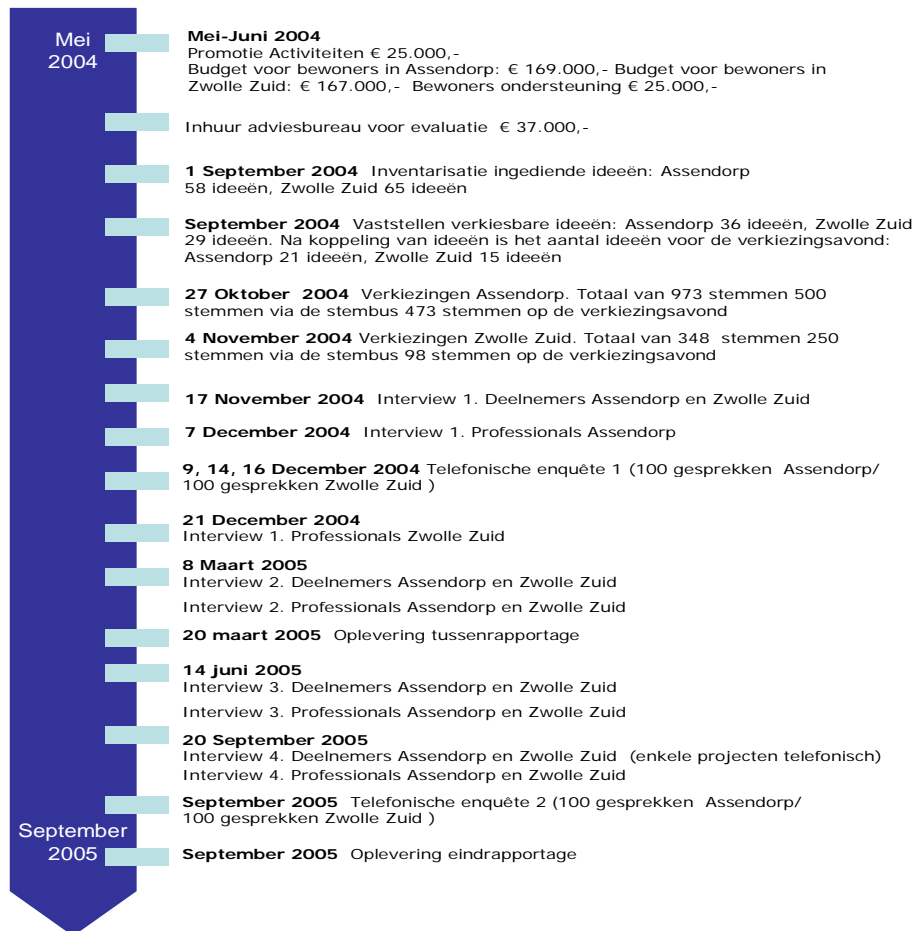 Mei
2004
Mei-Juni 2004
Promotie Activiteiten € 25.000,-
Budget voor bewoners in Assendorp: € 169.000,- Budget voor bewoners in
Zwolle Zuid: € 167.000,- Bewoners ondersteuning € 25.000,-
Inhuur adviesbureau voor evaluatie € 37.000,-
1 September 2004 Inventarisatie ingediende ideeën: Assendorp
58 ideeën, Zwolle Zuid 65 ideeën
September 2004 Vaststellen verkiesbare ideeën: Assendorp 36 ideeën, Zwolle Zuid
29 ideeën. Na koppeling van ideeën is het aantal ideeën voor de verkiezingsavond:
Assendorp 21 ideeën, Zwolle Zuid 15 ideeën
27 Oktober 2004 Verkiezingen Assendorp. Totaal van 973 stemmen 500
stemmen via de stembus 473 stemmen op de verkiezingsavond
4 November 2004 Verkiezingen Zwolle Zuid. Totaal van 348 stemmen 250
stemmen via de stembus 98 stemmen op de verkiezingsavond
17 November 2004 Interview 1. Deelnemers Assendorp en Zwolle Zuid
7 December 2004 Interview 1. Professionals Assendorp
9, 14, 16 December 2004 Telefonische enquête 1 (100 gesprekken Assendorp/
100 gesprekken Zwolle Zuid )
21 December 2004
Interview 1. Professionals Zwolle Zuid
8 Maart 2005
Interview 2. Deelnemers Assendorp en Zwolle Zuid
Interview 2. Professionals Assendorp en Zwolle Zuid
20 maart 2005 Oplevering tussenrapportage
14 juni 2005
Interview 3. Deelnemers Assendorp en Zwolle Zuid
Interview 3. Professionals Assendorp en Zwolle Zuid
20 September 2005
Interview 4. Deelnemers Assendorp en Zwolle Zuid (enkele projecten telefonisch)
Interview 4. Professionals Assendorp en Zwolle Zuid
September 2005 Telefonische enquête 2 (100 gesprekken Assendorp/
100 gesprekken Zwolle Zuid )
September
2005
September 2005 Oplevering eindrapportage